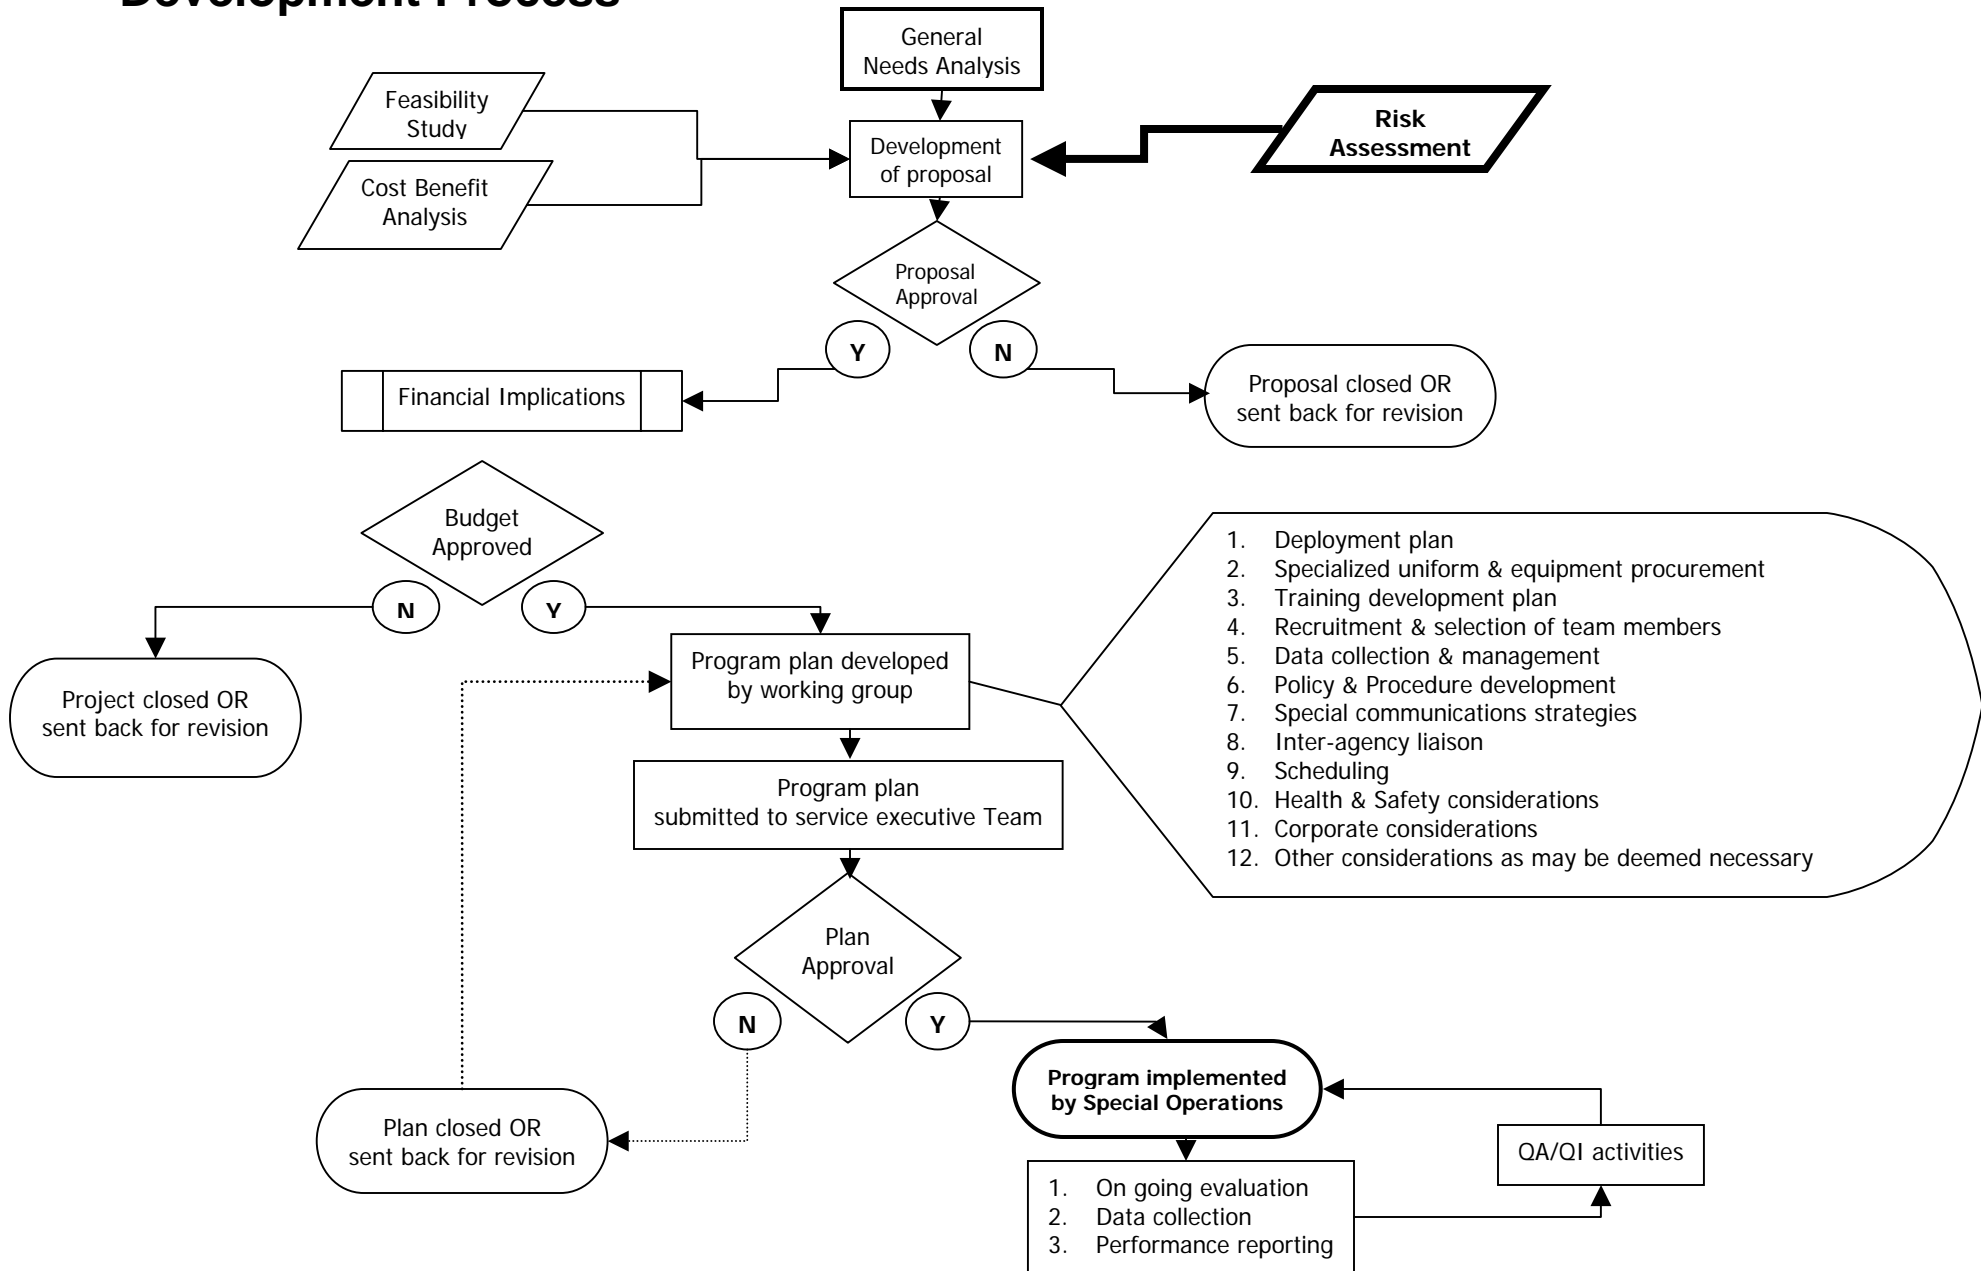 Development Process
General
Needs Analysis
Feasibility
Study
Risk
Assessment
Development
of proposal
Cost Benefit
Analysis
Proposal
Approval
Y
N
Financial Implications
Proposal closed OR
sent back for revision
Budget
Approved
N
Y
1. Deployment plan
2. Specialized uniform & equipment procurement
3. Training development plan
4. Recruitment & selection of team members
5. Data collection & management
6. Policy & Procedure development
7. Special communications strategies
8. Inter-agency liaison
9. Scheduling
10. Health & Safety considerations
11. Corporate considerations
12. Other considerations as may be deemed necessary
Program plan developed
by working group
Project closed OR
sent back for revision
Program plan
submitted to service executive Team
Plan
Approval
N
Y
Program implemented
by Special Operations
Plan closed OR
sent back for revision
QA/QI activities
1. On going evaluation
2. Data collection
3. Performance reporting